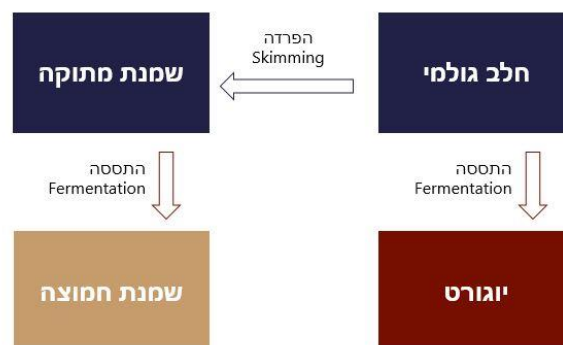 חלב גולמי
הפרדה
Skimming
שמנת מתוקה
התססה
Fermentation
התססה
Fermentation
יוגורט
שמנת חמוצה